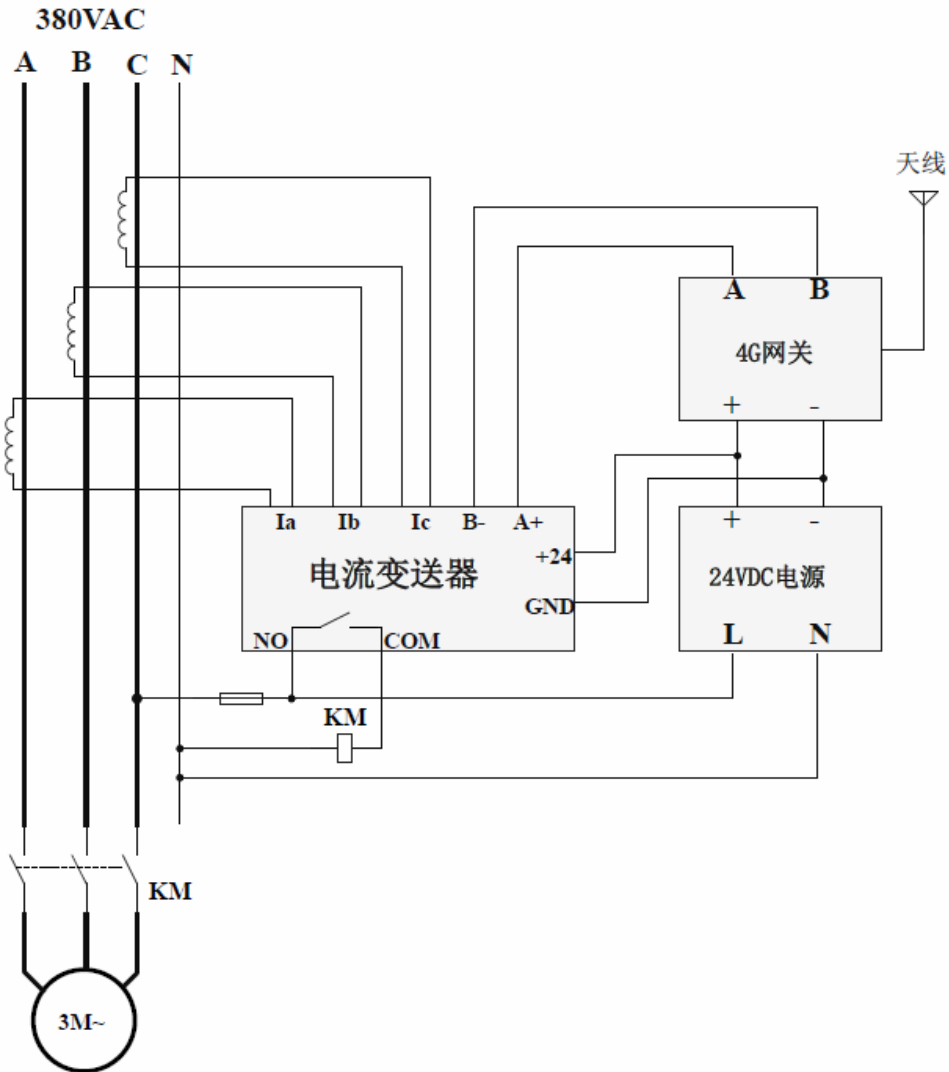 380VAC
A B C N
天线
A B
4G网关
+ -
Ia Ib Ic B- A+
+24
电流变送器
GND
NO COM
+ -
24VDC电源
L N
KM
KM
3M~